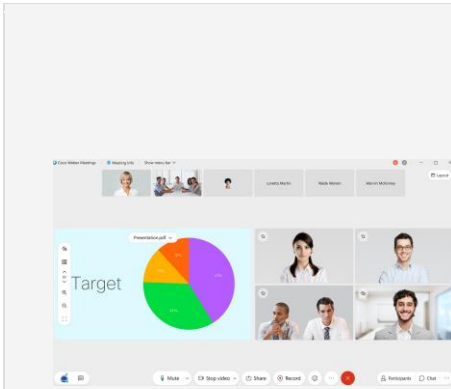 Cisco Webex Meetings Meeting Info Show menu bar
Loretta Martin Wade Warren Marvin McKinney
Layout
Presentation.pdf
Target
Mute Stop video Share Record Participants Chat